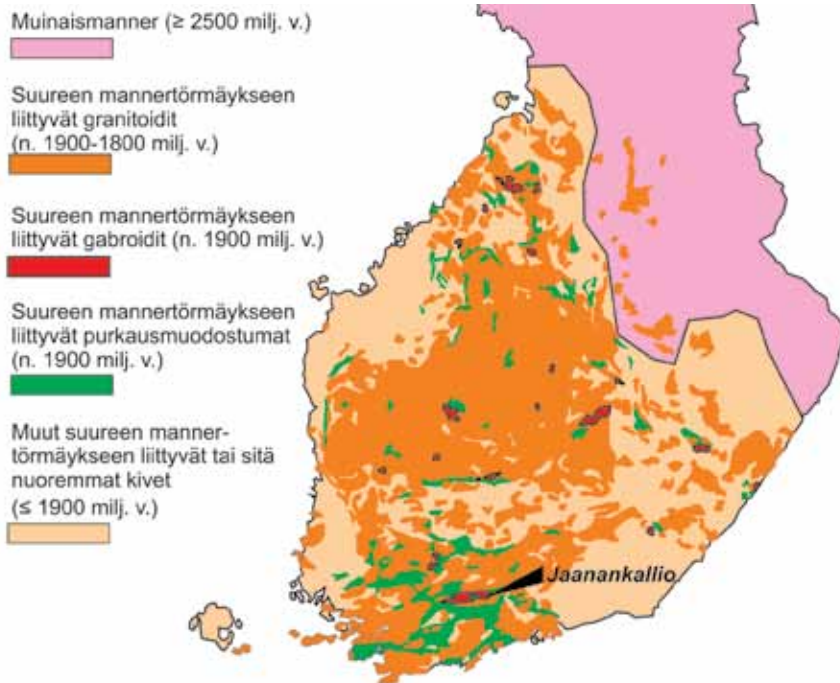 Muinaismanner (≥ 2500 milj. v.)
Suureen mannertörmäykseen
liittyvät granitoidit
(n. 1900-1800 milj. v.)
Suureen mannertörmäykseen
liittyvät gabroidit (n. 1900 milj. v.)
Suureen mannertörmäykseen
liittyvät purkausmuodostumat
(n. 1900 milj. v.)
Muut suureen manner-
törmäykseen liittyvät tai sitä
nuoremmat kivet
(≤ 1900 milj. v.)
Jaanankallio